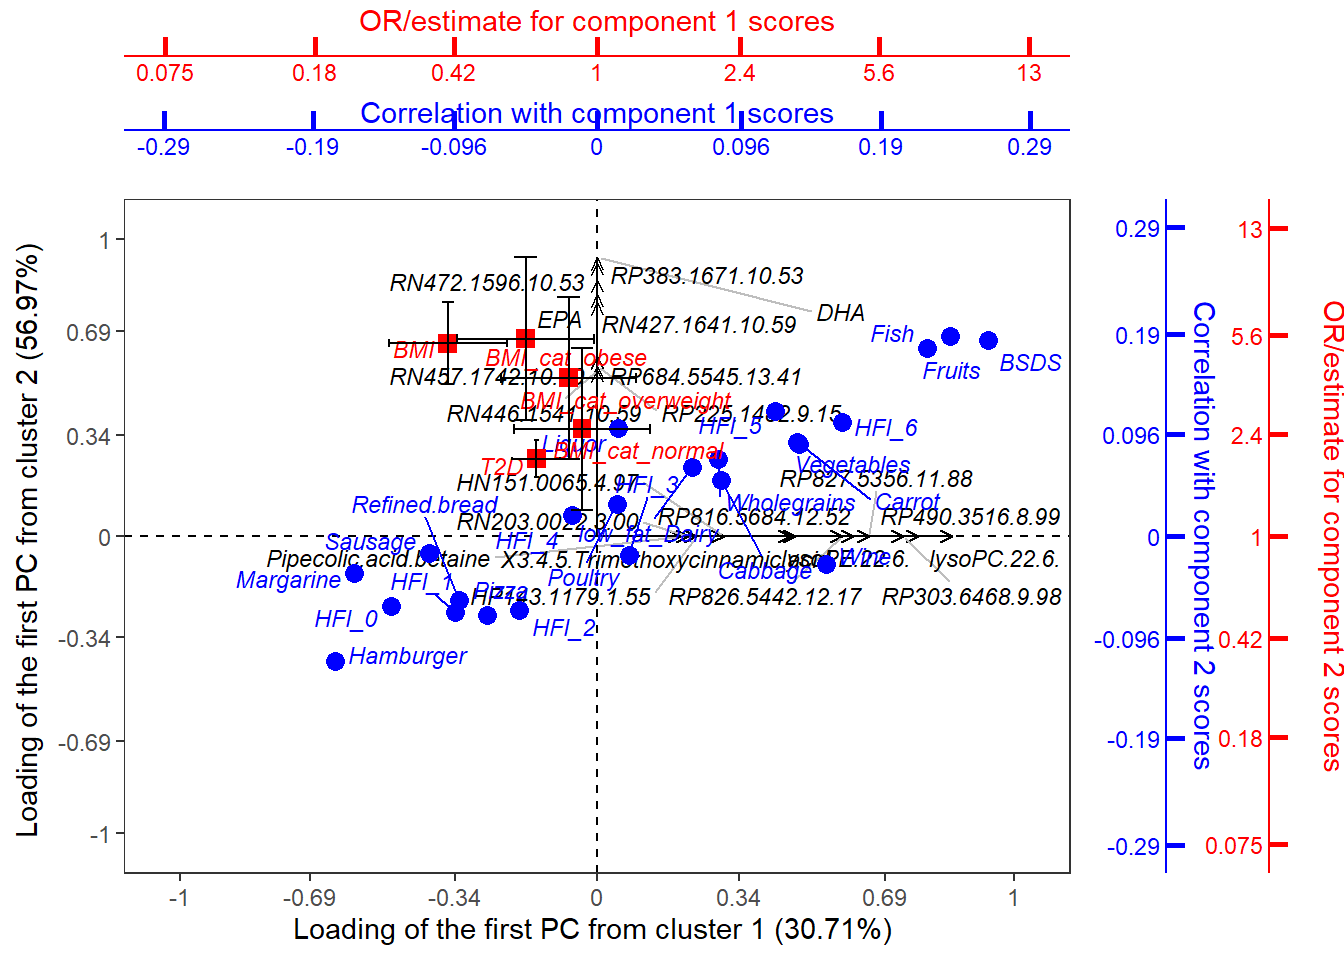 OR/estimate for component 1 scores
0.075 0.18 0.42 1 2.4 5.6 13
Correlation with component 1 scores
-0.29 -0.19 -0.096 0 0.096 0.19 0.29
Loading of the first PC from cluster 2 (56.97%)
1
0.69
0.34
0
-0.34
-0.69
-1
RN472.1596.10.53
RP383.1671.10.53
DHA
EPA
RN427.1641.10.59
Fish
BMI
BMI_cat_obese
Fruits
BSDS
RP684.5545.13.41
BMI_cat_overweight
RN446.1541.10.59
RP225.1482.9.15
HFI_5
HFI_6
Liquor
BMI_cat_normal
T2D
Vegetables
RP827.5356.11.88
HN151.0065.4.97
HFI_3
Refined.bread
Wholegrains
Carrot
RN203.0022.3.00
RP816.5684.12.52
RP490.3516.8.99
Sausage
HFI_4
low_fat_Dairy
Pipecolic.acid.betaine
X3.4.5.Trimethoxycinnamic
Wine
lysoPC.22.6.
Margarine
HFI_1
Poultry
Cabbage
Pizza
RP826.5442.12.17
RP303.6468.9.98
HFI_0
HFI_2
Hamburger
-1 -0.69 -0.34 0 0.34 0.69 1
Loading of the first PC from cluster 1 (30.71%)
0.29
0.19
0.096
0
-0.096
-0.19
-0.29
Correlation with component 2 scores
13
5.6
2.4
1
0.42
0.18
0.075
OR/estimate for component 2 scores